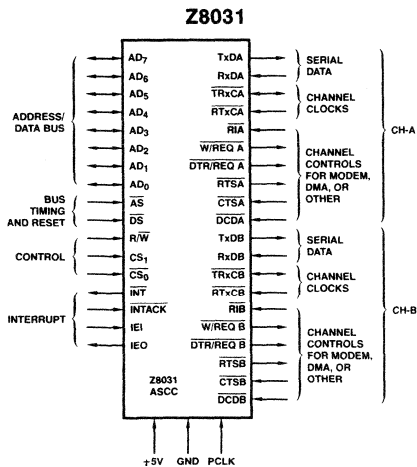 Z8031
AD7 TxDA
AD6 RxDA
SERIAL
DATA
AD5 TRxCA
AD4 RTxCA
CHANNEL
CLOCKS
ADDRESS/
DATA BUS
AD3 RIA
AD2 W/REQ A
AD1 DTR/REQ A
AD0 RTSA
CHANNEL
CONTROLS
FOR MODEM,
DMA, OR
OTHER
CH-A
BUS
TIMING
AND RESET
AS CTSA
DS DCDA
CONTROL
R/W TxDB
CS1 RxDB
SERIAL
DATA
CS0 TRxCB
INT RTxCB
CHANNEL
CLOCKS
INTERRUPT
INTACK RIB
IEI W/REQ B
IEO DTR/REQ B
RTSB
CTSB
DCDB
CHANNEL
CONTROLS
FOR MODEM,
DMA, OR
OTHER
CH-B
Z8031
ASCC
+5V GND PCLK